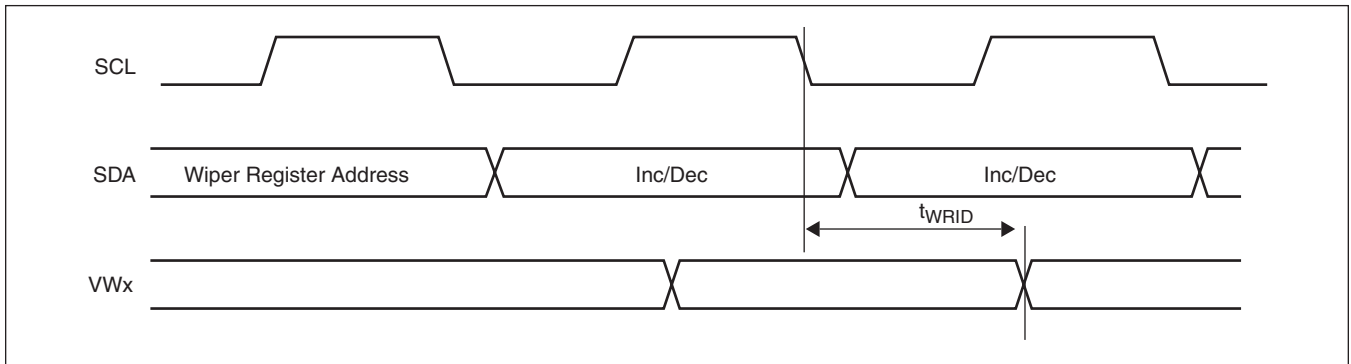 SCL
SDA Wiper Register Address Inc/Dec Inc/Dec
tWRID
VWx